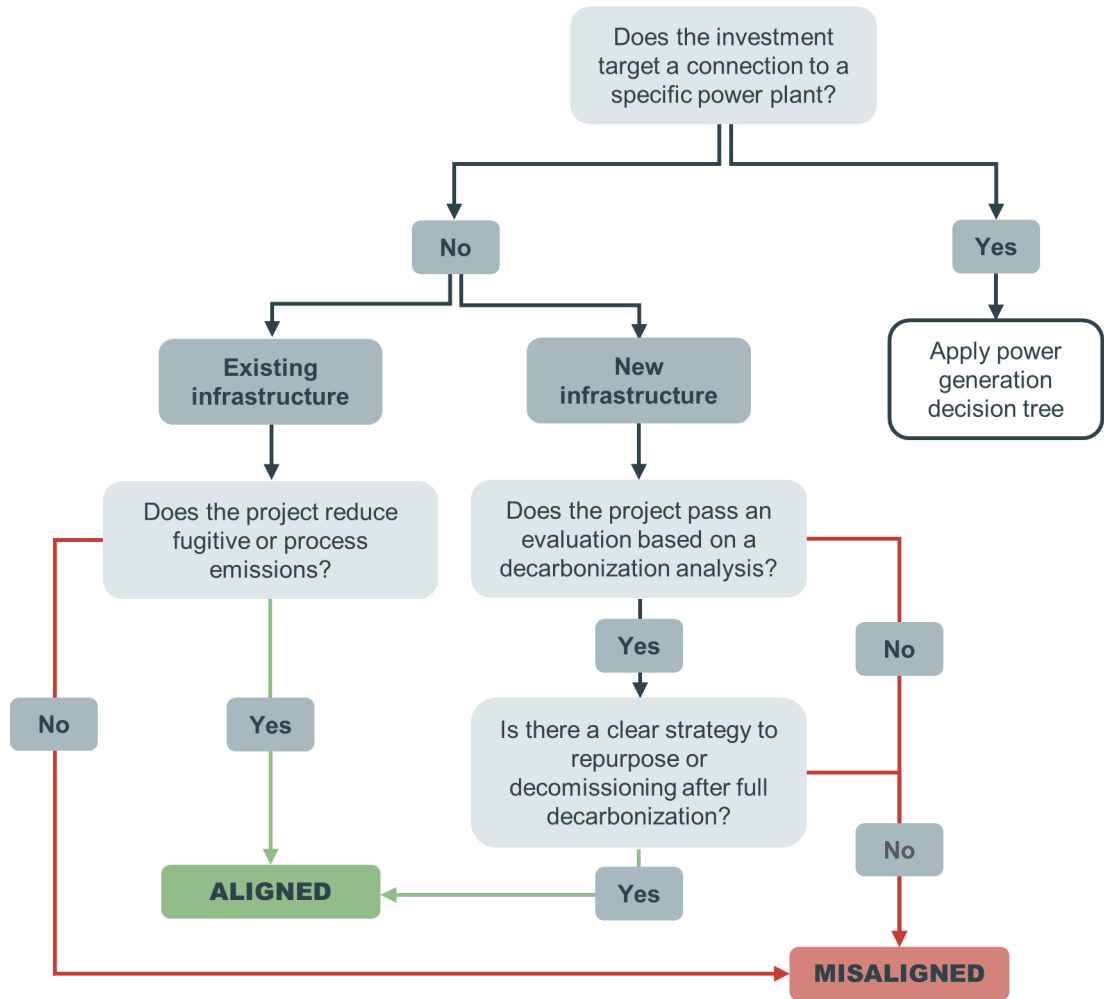 Does the investment
target a connection to a
specific power plant?
No
Yes
Existing
infrastructure
New
infrastructure
Apply power
generation
decision tree
Does the project reduce
fugitive or process
emissions?
Does the project pass an
evaluation based on a
decarbonization analysis?
Yes
No
No
Yes
Is there a clear strategy to
repurpose or
decomissioning after full
decarbonization?
No
ALIGNED
Yes
MISALIGNED